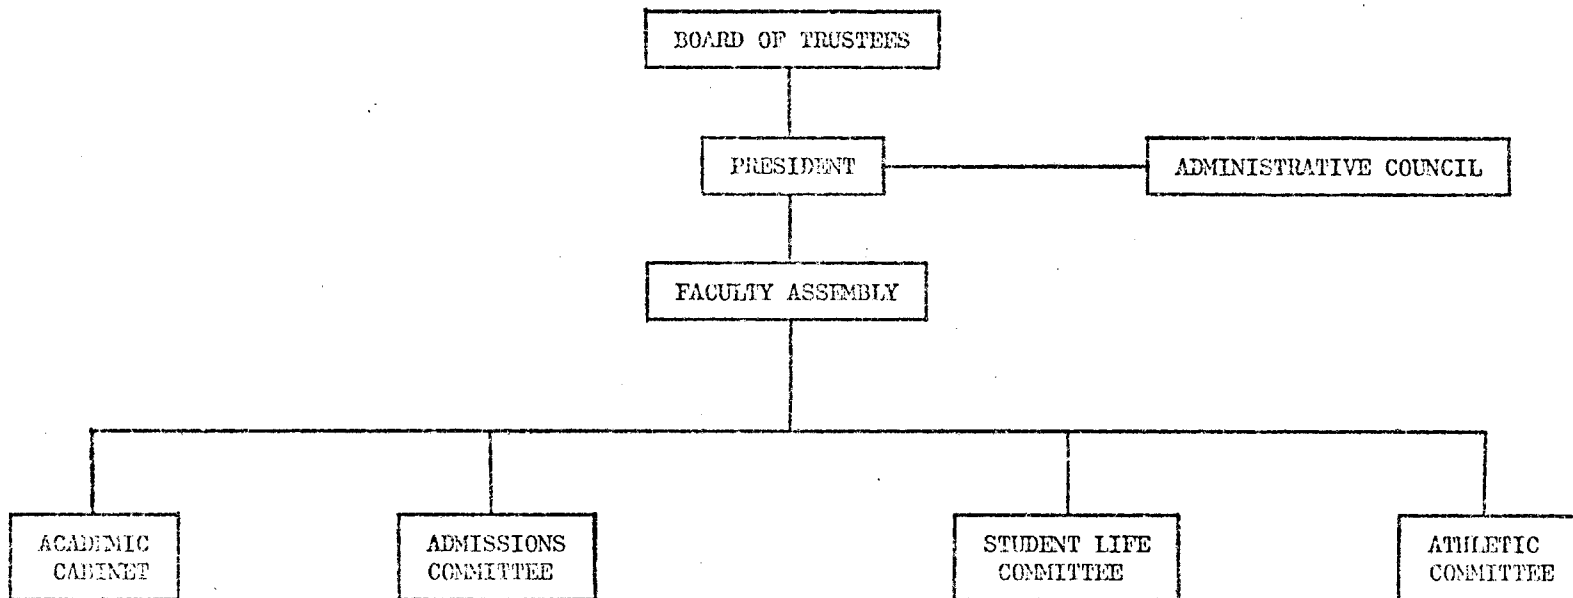 BOARD OF TRUSTEES
PRESIDENT
ADMINISTRATIVE COUNCIL
FACULTY ASSEMBLY
ACADEMIC
CABINET
ADMISSIONS
COMMITTEE
STUDENT LIFE
COMMITTEE
ATHLETIC
COMMITTEE